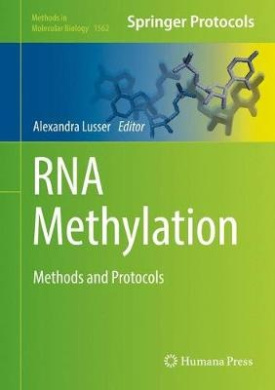 Methods in
Molecular Biology 1562
Springer Protocols
Alexandra Lusser Editor
RNA
Methylation
Methods and Protocols
Humana Press